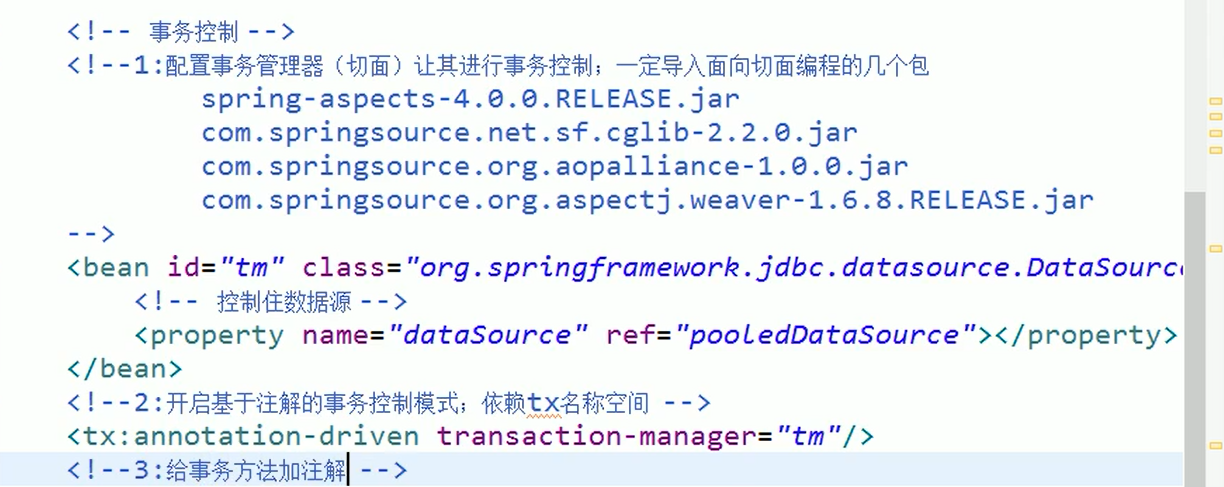 <!-- 事务控制 -->
<!--1:配置事务管理器（切面）让其进行事务控制；一定导入面向切面编程的几个包
spring-aspects-4.0.0.RELEASE.jar
com.springsource.net.sf.cglib-2.2.0.jar
com.springsource.org.aopalliance-1.0.0.jar
com.springsource.org.aspectj.weaver-1.6.8.RELEASE.jar
-->
<bean id="tm" class="org.springframework.jdbc.datasource.DataSource
<!-- 控制住数据源 -->
<property name="dataSource" ref="pooledDataSource"></property>
</bean>
<!--2:开启基于注解的事务控制模式；依赖tx名称空间 -->
<tx:annotation-driven transaction-manager="tm"/>
<!--3:给事务方法加注解 -->